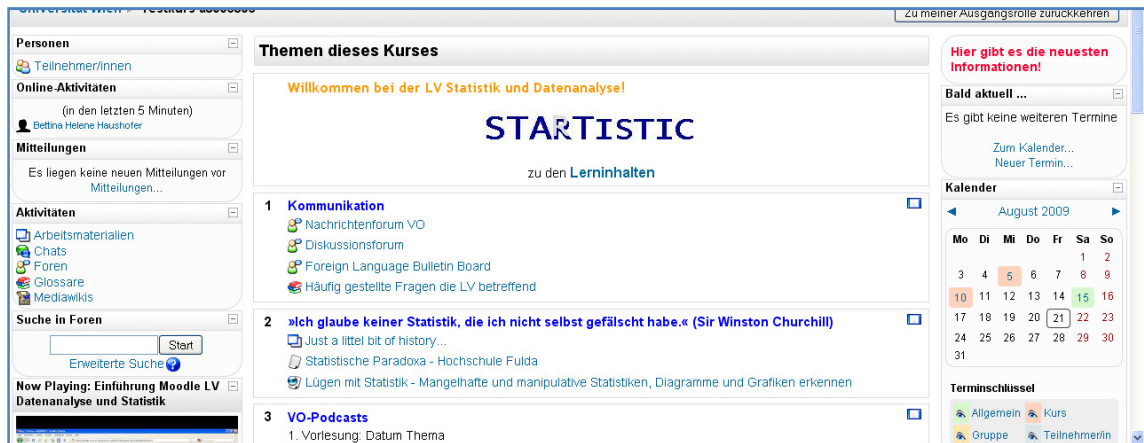 Universität Wien ► Testkurs a0605803
Zu meiner Ausgangsrolle zurückkehren
Personen
Teilnehmer/innen
Online-Aktivitäten
(in den letzten 5 Minuten)
Bettina Helene Haushofer
Mitteilungen
Es liegen keine neuen Mitteilungen vor
Mitteilungen...
Aktivitäten
Arbeitsmaterialien
Chats
Foren
Glossare
Mediawikis
Suche in Foren
Start
Erweiterte Suche
Now Playing: Einführung Moodle LV
Datenanalyse und Statistik
Themen dieses Kurses
Willkommen bei der LV Statistik und Datenanalyse!
STARTISTIC
zu den Lerninhalten
1 Kommunikation
Nachrichtenforum VO
Diskussionsforum
Foreign Language Bulletin Board
Häufig gestellte Fragen die LV betreffend
2 »Ich glaube keiner Statistik, die ich nicht selbst gefälscht habe.« (Sir Winston Churchill)
Just a littel bit of history...
Statistische Paradoxa - Hochschule Fulda
Lügen mit Statistik - Mangelhafte und manipulative Statistiken, Diagramme und Grafiken erkennen
3 VO-Podcasts
1. Vorlesung: Datum Thema
Hier gibt es die neuesten
Informationen!
Bald aktuell ...
Es gibt keine weiteren Termine
Zum Kalender...
Neuer Termin...
Kalender
◄ August 2009 ►
Mo Di Mi Do Fr Sa So
1 2
3 4 5 6 7 8 9
10 11 12 13 14 15 16
17 18 19 20 21 22 23
24 25 26 27 28 29 30
31
Terminschlüssel
Allgemein Kurs
Gruppe Teilnehmer/in